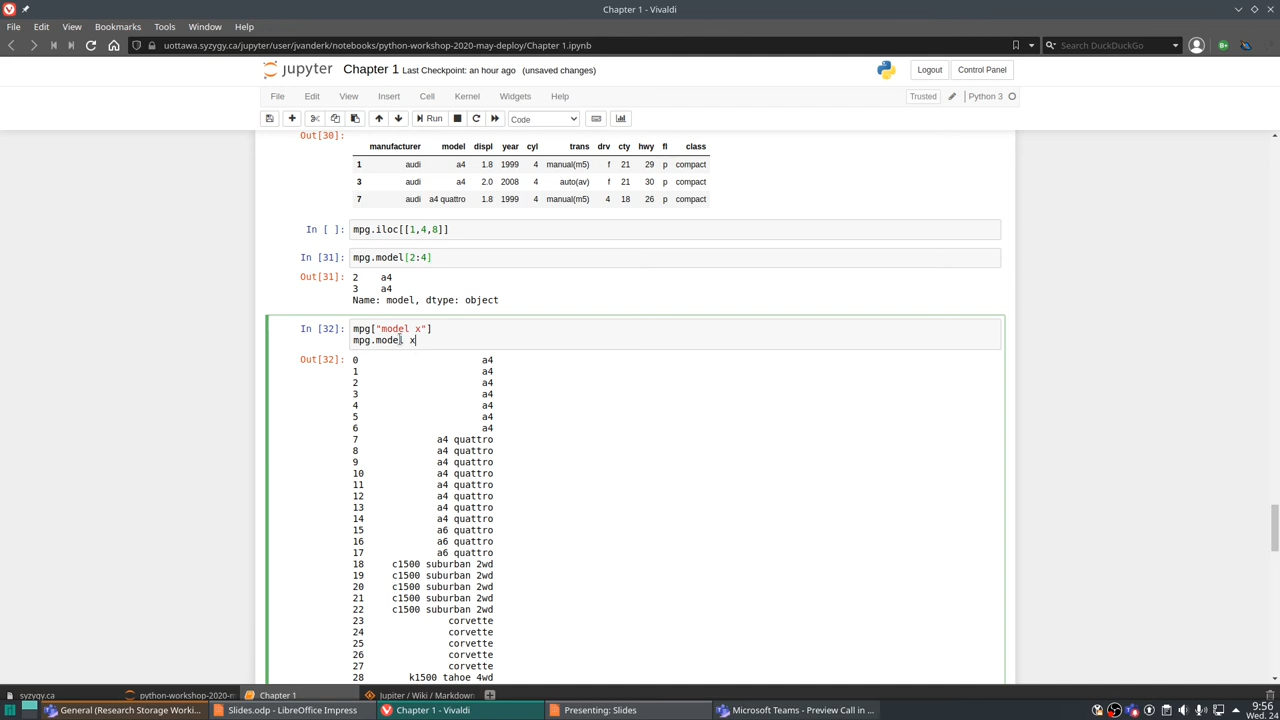 Chapter 1 - Vivaldi
File Edit View Bookmarks Tools Window Help
uottawa.syzygy.ca/jupyter/user/jvanderk/notebooks/python-workshop-2020-may-deploy/Chapter 1.ipynb
Search DuckDuckGo
jupyter Chapter 1 Last Checkpoint: an hour ago (unsaved changes)
Logout Control Panel
File Edit View Insert Cell Kernel Widgets Help
Trusted Python 3
Run Code
Out[30]:
manufacturer model displ year cyl trans drv cty hwy fl class
1 audi a4 1.8 1999 4 manual(m5) f 21 29 p compact
3 audi a4 2.0 2008 4 auto(av) f 21 30 p compact
7 audi a4 quattro 1.8 1999 4 manual(m5) 4 18 26 p compact
In [ ]: mpg.iloc[[1,4,8]]
In [31]: mpg.model[2:4]
Out[31]: 2 a4
3 a4
Name: model, dtype: object
In [32]: mpg["model x"]
mpg.model x
Out[32]: 0 a4
1 a4
2 a4
3 a4
4 a4
5 a4
6 a4
7 a4 quattro
8 a4 quattro
9 a4 quattro
10 a4 quattro
11 a4 quattro
12 a4 quattro
13 a4 quattro
14 a4 quattro
15 a6 quattro
16 a6 quattro
17 a6 quattro
18 c1500 suburban 2wd
19 c1500 suburban 2wd
20 c1500 suburban 2wd
21 c1500 suburban 2wd
22 c1500 suburban 2wd
23 corvette
24 corvette
25 corvette
26 corvette
27 corvette
28 k1500 tahoe 4wd
syzygy.ca python-workshop-2020-m Chapter 1 Jupiter / Wiki / Markdown
General (Research Storage Worki... Slides.odp - LibreOffice Impress Chapter 1 - Vivaldi Presenting: Slides Microsoft Teams - Preview Call in ...
9:56
Wed. 24